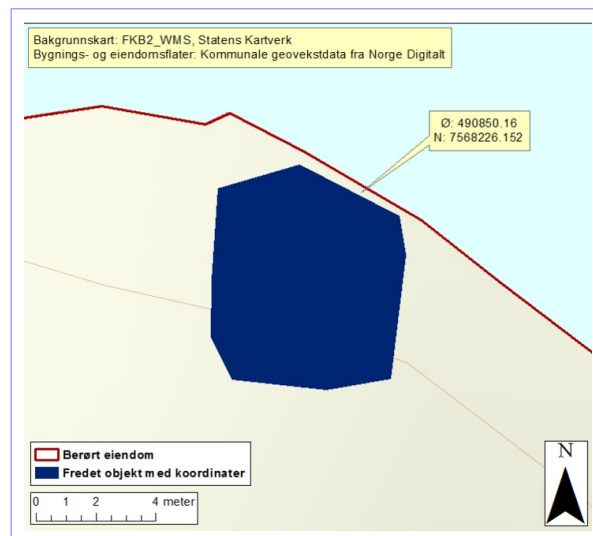 Bakgrunnskart: FKB2_WMS, Statens Kartverk
Bygnings- og eiendomsflater: Kommunale geovekstdata fra Norge Digitalt
Ø: 490850.16
N: 7568226.152
Berørt eiendom
Fredet objekt med koordinater
0 1 2 4 meter
N